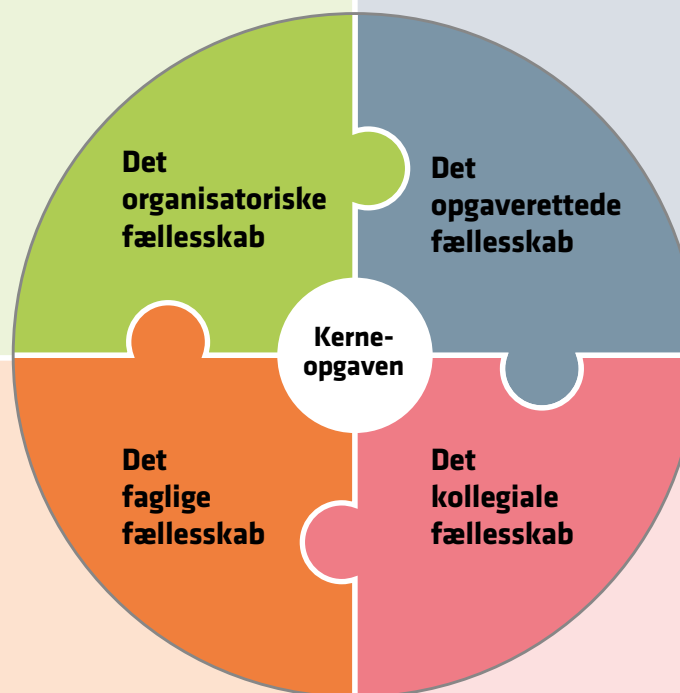 Det
organisatoriske
fællesskab
Det
opgaverettede
fællesskab
Kerne-
opgaven
Det
faglige
fællesskab
Det
kollegiale
fællesskab